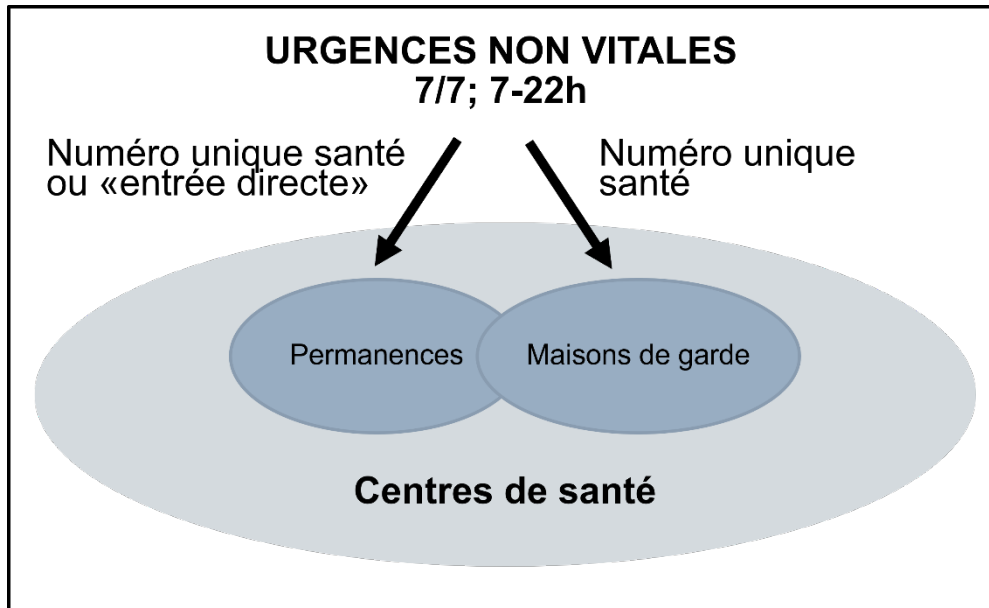 URGENCES NON VITALES
7/7; 7-22h
Numéro unique santé
ou «entrée directe»
Numéro unique
santé
Permanences
Maisons de garde
Centres de santé